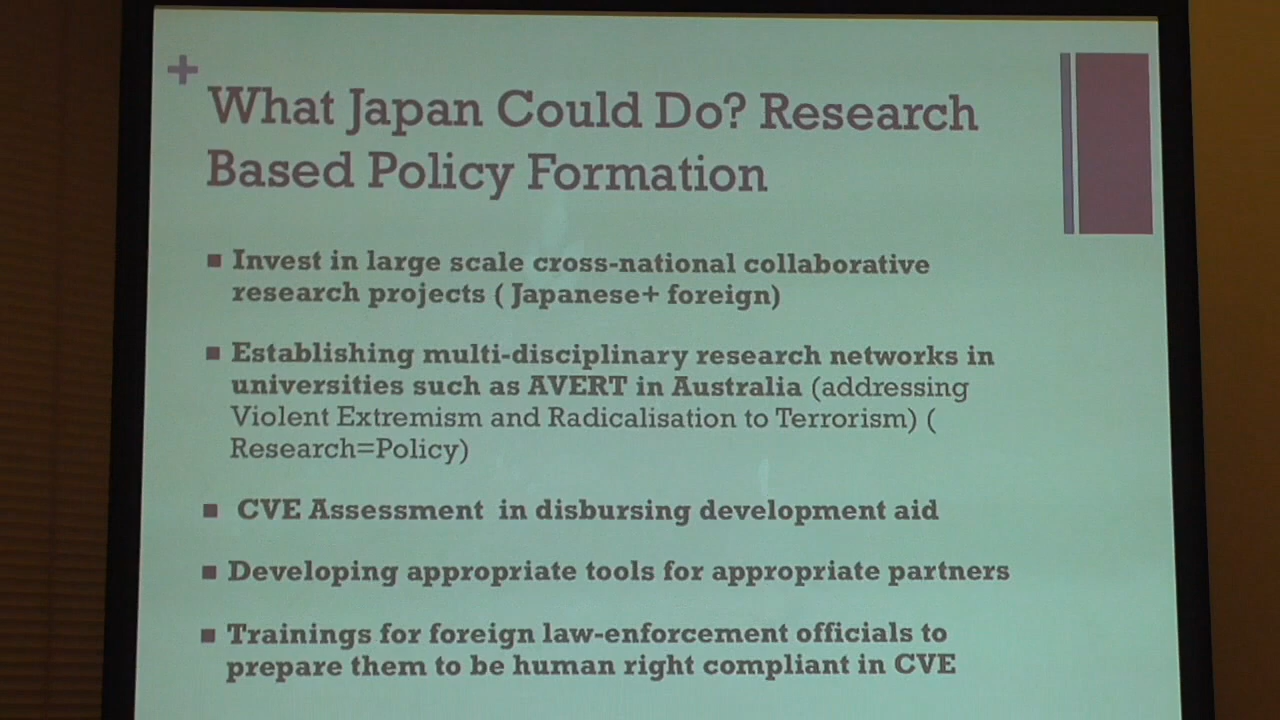 +
What Japan Could Do? Research
Based Policy Formation
■ Invest in large scale cross-national collaborative
research projects ( Japanese+ foreign)
■ Establishing multi-disciplinary research networks in
universities such as AVERT in Australia (addressing
Violent Extremism and Radicalisation to Terrorism) (
Research=Policy)
■ CVE Assessment in disbursing development aid
■ Developing appropriate tools for appropriate partners
■ Trainings for foreign law-enforcement officials to
prepare them to be human right compliant in CVE